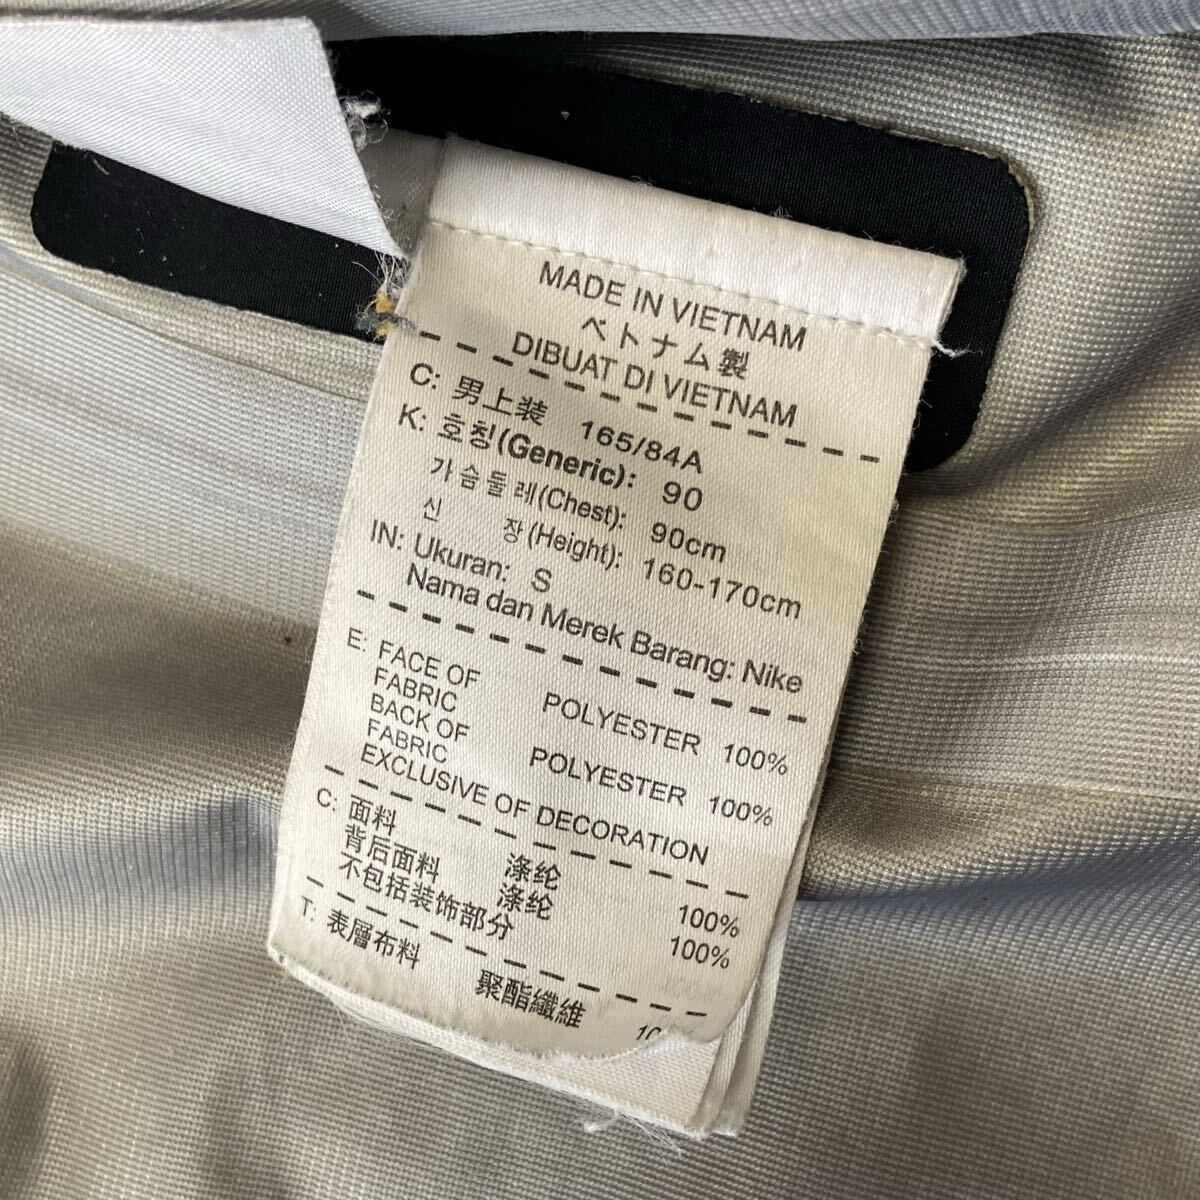 MADE IN VIETNAM
ベトナム製
DIBUAT DI VIETNAM
C: 男上装 165/84A
K: 호칭(Generic): 90
가슴둘레(Chest): 90cm
신 장(Height): 160-170cm
IN: Ukuran: S
Nama dan Merek Barang: Nike
E: FACE OF
FABRIC POLYESTER 100%
BACK OF
FABRIC POLYESTER 100%
EXCLUSIVE OF DECORATION
C: 面料 涤纶 100%
背后面料 涤纶 100%
不包括装饰部分
T: 表層布料 聚酯纖維